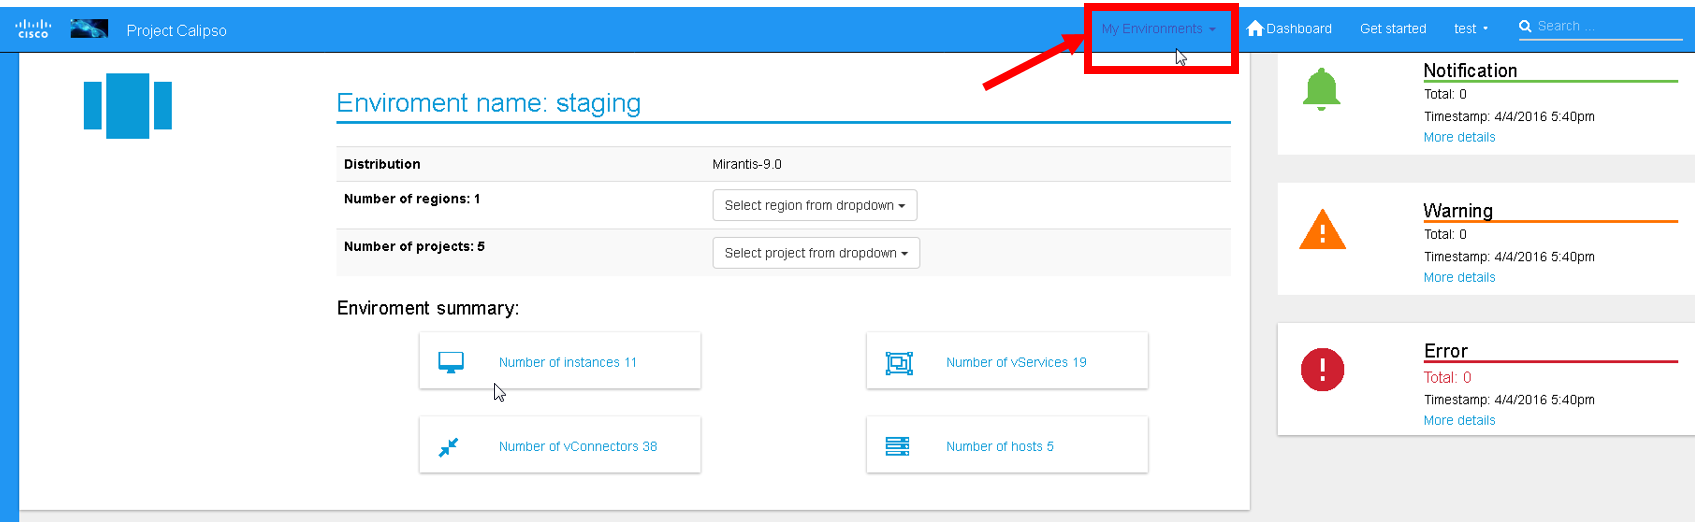 CISCO
Project Calipso
My Environments
Dashboard
Get started
test
Search ...
Enviroment name: staging
Distribution Mirantis-9.0
Number of regions: 1 Select region from dropdown
Number of projects: 5 Select project from dropdown
Enviroment summary:
Number of instances 11
Number of vServices 19
Number of vConnectors 38
Number of hosts 5
Notification
Total: 0
Timestamp: 4/4/2016 5:40pm
More details
Warning
Total: 0
Timestamp: 4/4/2016 5:40pm
More details
Error
Total: 0
Timestamp: 4/4/2016 5:40pm
More details